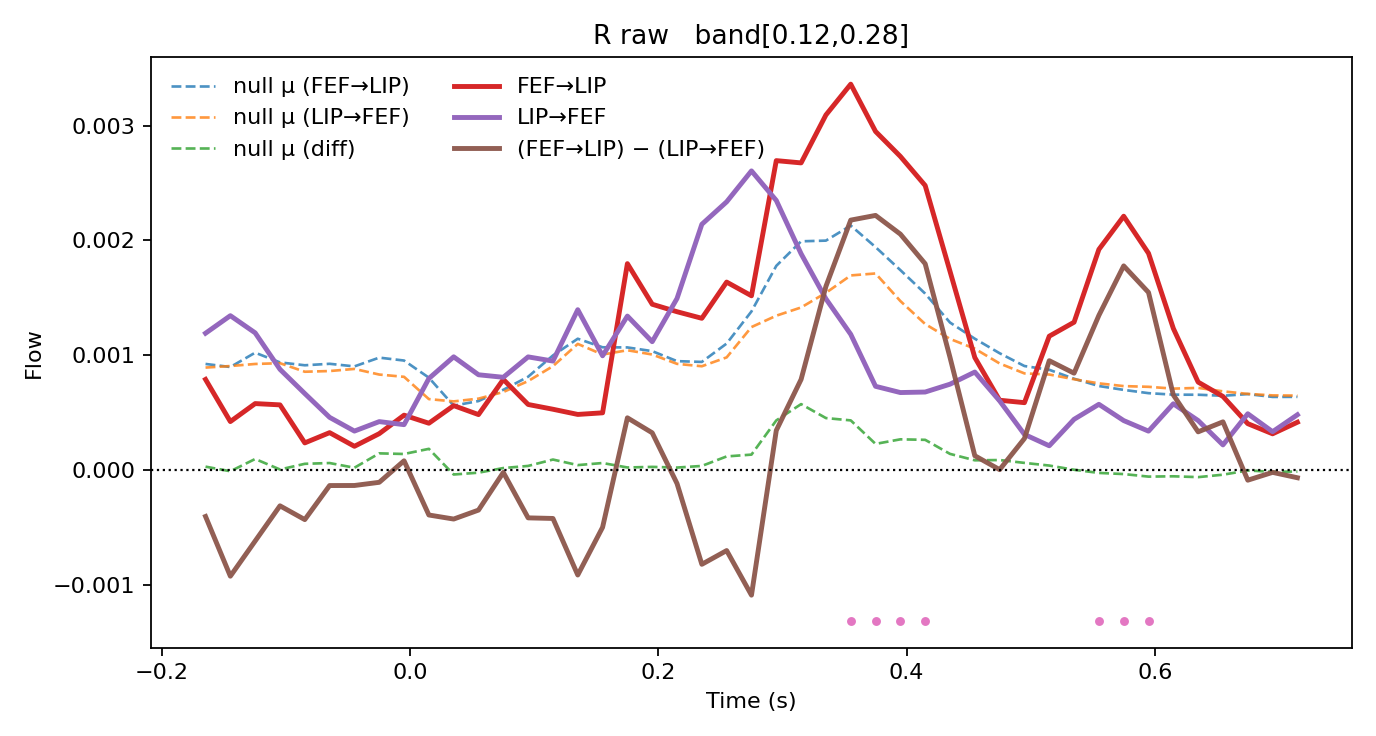 R raw   band[0.12,0.28]
null μ (FEF→LIP)
null μ (LIP→FEF)
null μ (diff)
FEF→LIP
LIP→FEF
(FEF→LIP) − (LIP→FEF)
Flow
0.003
0.002
0.001
0.000
−0.001
−0.2
0.0
0.2
0.4
0.6
Time (s)